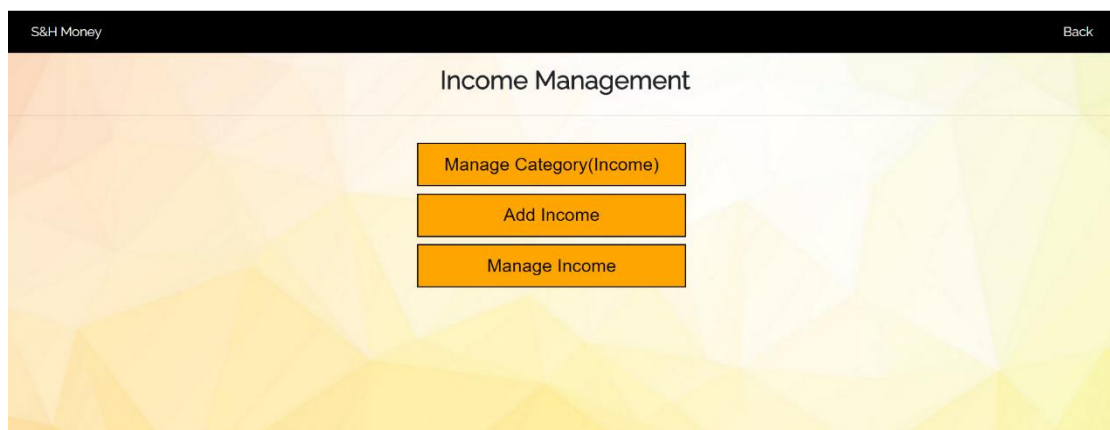 S&H Money
Back
Income Management
Manage Category(Income)
Add Income
Manage Income